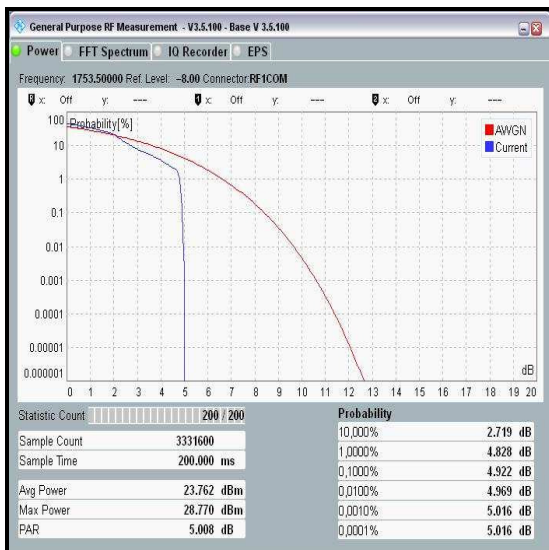 General Purpose RF Measurement - V3.5.100 - Base V 3.5.100
Power FFT Spectrum IQ Recorder EPS
Frequency: 1753.50000 Ref. Level: -8.00 Connector:RF1COM
x: Off y: --- 1 x: Off y: --- 2 x: Off y: ---
Probability[%]
AWGN
Current
100
10
1
0.1
0.01
0.001
0.0001
0.00001
0.000001
dB
0 1 2 3 4 5 6 7 8 9 10 11 12 13 14 15 16 17 18 19 20
Statistic Count 200 / 200
Sample Count 3331600
Sample Time 200.000 ms
Avg Power 23.762 dBm
Max Power 28.770 dBm
PAR 5.008 dB
Probability
10,000% 2.719 dB
1,0000% 4.828 dB
0,1000% 4.922 dB
0,0100% 4.969 dB
0,0010% 5.016 dB
0,0001% 5.016 dB